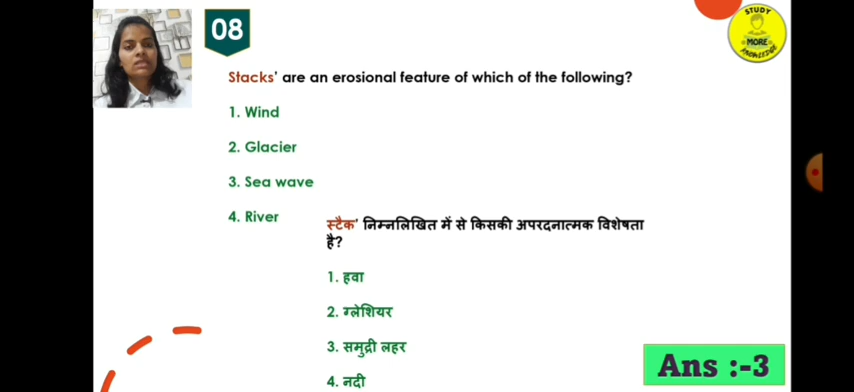 08
STUDY
MORE
KNOWLEDGE
Stacks' are an erosional feature of which of the following?
1. Wind
2. Glacier
3. Sea wave
4. River
स्टैक' निम्नलिखित में से किसकी अपरदनात्मक विशेषता
है?
1. हवा
2. ग्लेशियर
3. समुद्री लहर
4. नदी
Ans :-3